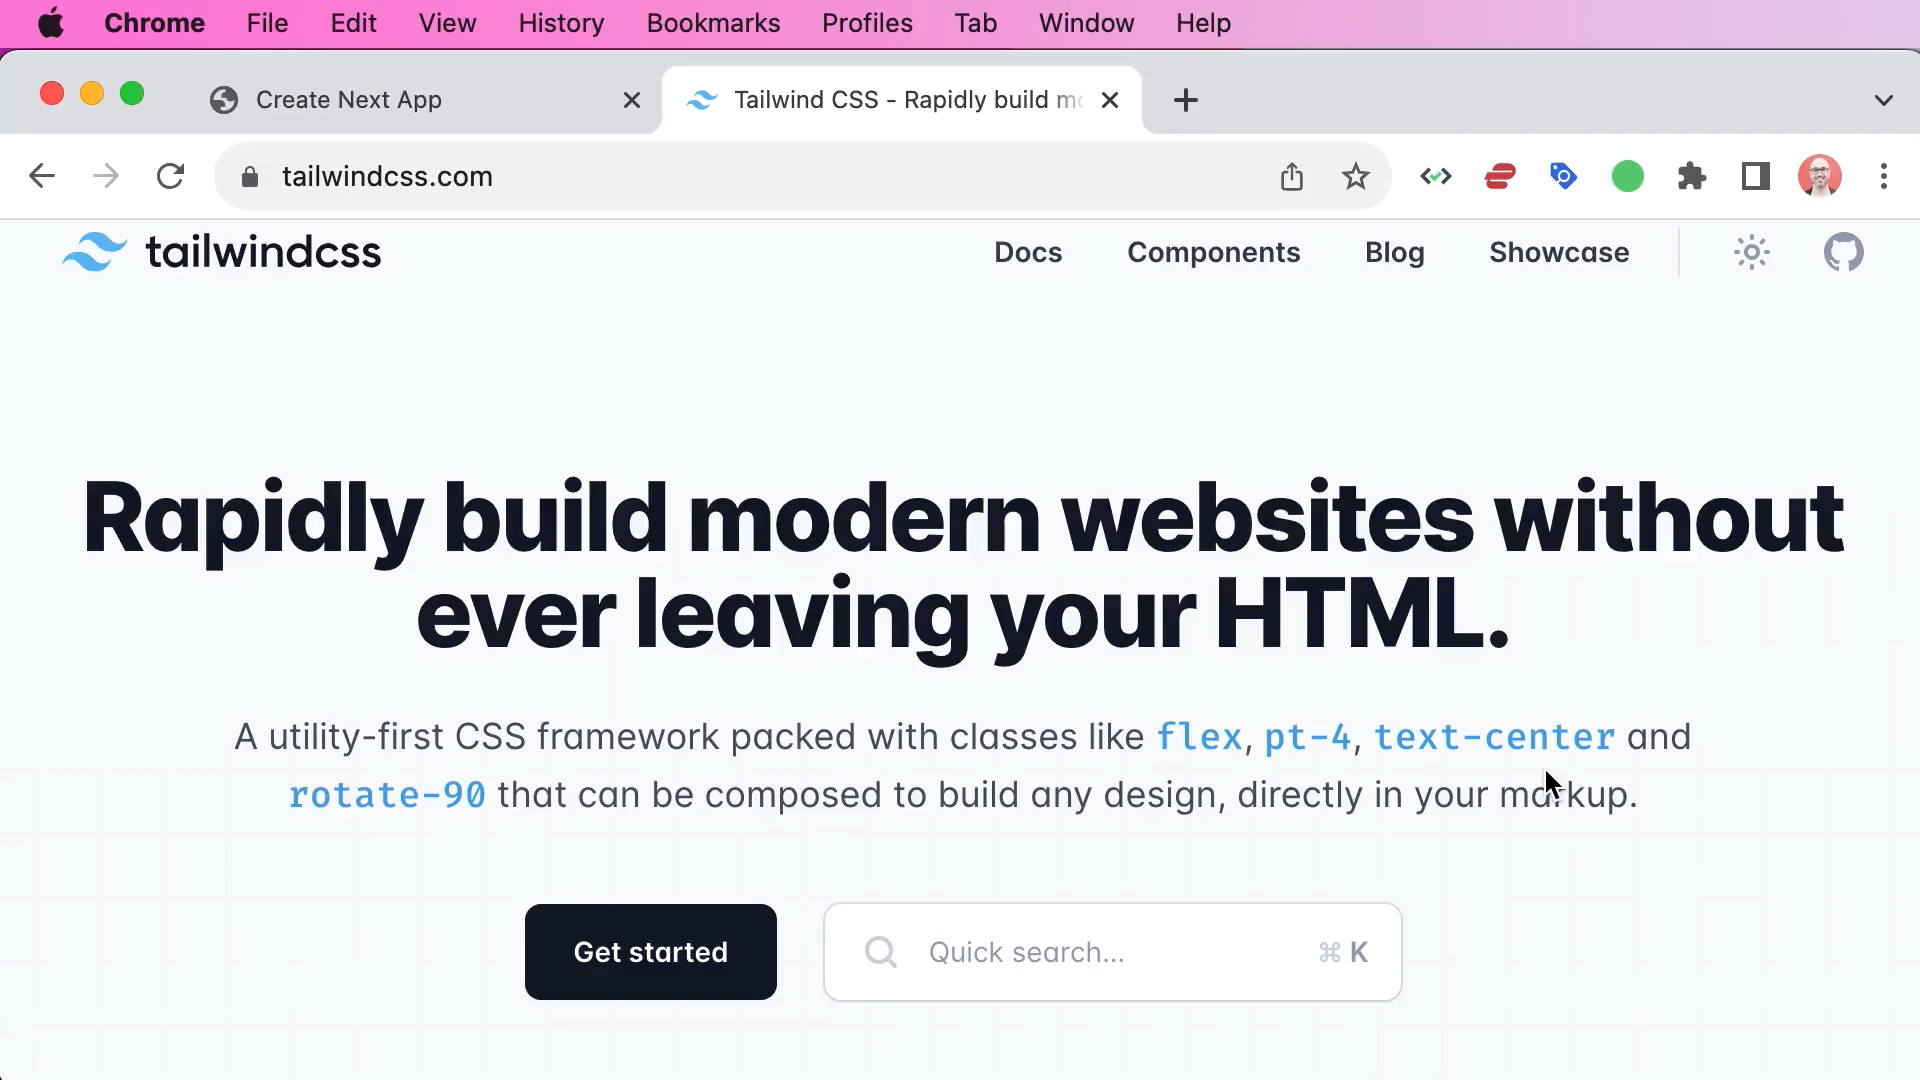 Chrome File Edit View History Bookmarks Profiles Tab Window Help
Create Next App Tailwind CSS - Rapidly build mo
tailwindcss.com
tailwindcss Docs Components Blog Showcase
Rapidly build modern websites without
ever leaving your HTML.
A utility-first CSS framework packed with classes like flex, pt-4, text-center and
rotate-90 that can be composed to build any design, directly in your markup.
Get started Quick search... ⌘ K